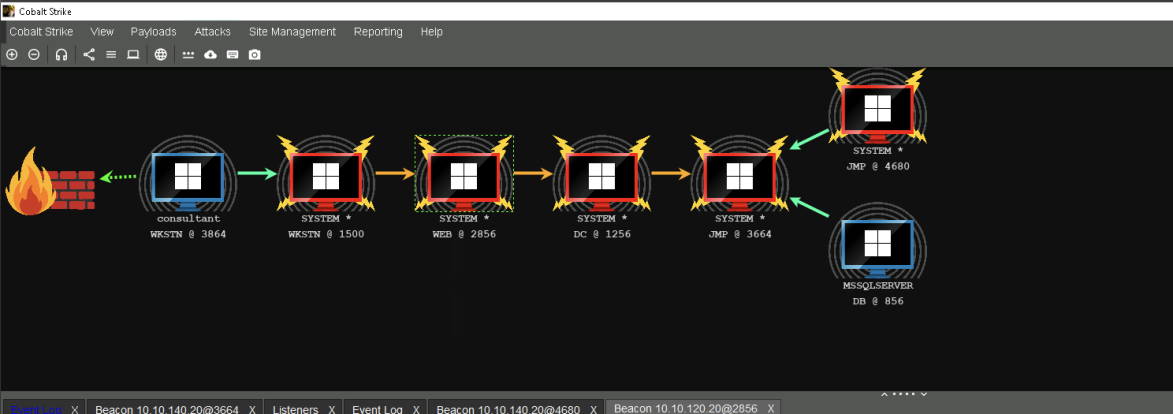 Cobalt Strike
Cobalt Strike View Payloads Attacks Site Management Reporting Help
SYSTEM *
JMP @ 4680
consultant
WKSTN @ 3864
SYSTEM *
WKSTN @ 1500
SYSTEM *
WEB @ 2856
SYSTEM *
DC @ 1256
SYSTEM *
JMP @ 3664
MSSQLSERVER
DB @ 856
Event Log X Beacon 10.10.140.20@3664 X Listeners X Event Log X Beacon 10.10.140.20@4680 X Beacon 10.10.120.20@2856 X